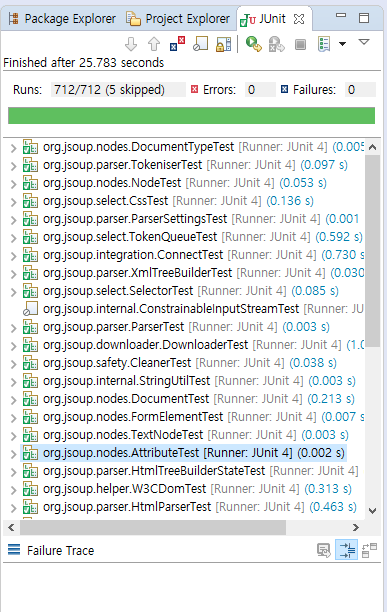 Package Explorer Project Explorer JUnit
Finished after 25.783 seconds
Runs: 712/712 (5 skipped) Errors: 0 Failures: 0
org.jsoup.nodes.DocumentTypeTest [Runner: JUnit 4] (0.005
org.jsoup.parser.TokeniserTest [Runner: JUnit 4] (0.097 s)
org.jsoup.nodes.NodeTest [Runner: JUnit 4] (0.053 s)
org.jsoup.select.CssTest [Runner: JUnit 4] (0.136 s)
org.jsoup.parser.ParserSettingsTest [Runner: JUnit 4] (0.001
org.jsoup.select.TokenQueueTest [Runner: JUnit 4] (0.592 s)
org.jsoup.integration.ConnectTest [Runner: JUnit 4] (0.730 s
org.jsoup.parser.XmlTreeBuilderTest [Runner: JUnit 4] (0.030
org.jsoup.select.SelectorTest [Runner: JUnit 4] (0.085 s)
org.jsoup.internal.ConstrainableInputStreamTest [Runner: JU
org.jsoup.parser.ParserTest [Runner: JUnit 4] (0.003 s)
org.jsoup.downloader.DownloaderTest [Runner: JUnit 4] (1.0
org.jsoup.safety.CleanerTest [Runner: JUnit 4] (0.038 s)
org.jsoup.internal.StringUtilTest [Runner: JUnit 4] (0.003 s)
org.jsoup.nodes.DocumentTest [Runner: JUnit 4] (0.213 s)
org.jsoup.nodes.FormElementTest [Runner: JUnit 4] (0.007 s
org.jsoup.nodes.TextNodeTest [Runner: JUnit 4] (0.003 s)
org.jsoup.nodes.AttributeTest [Runner: JUnit 4] (0.002 s)
org.jsoup.parser.HtmlTreeBuilderStateTest [Runner: JUnit 4]
org.jsoup.helper.W3CDomTest [Runner: JUnit 4] (0.313 s)
org.jsoup.parser.HtmlParserTest [Runner: JUnit 4] (0.463 s)
Failure Trace